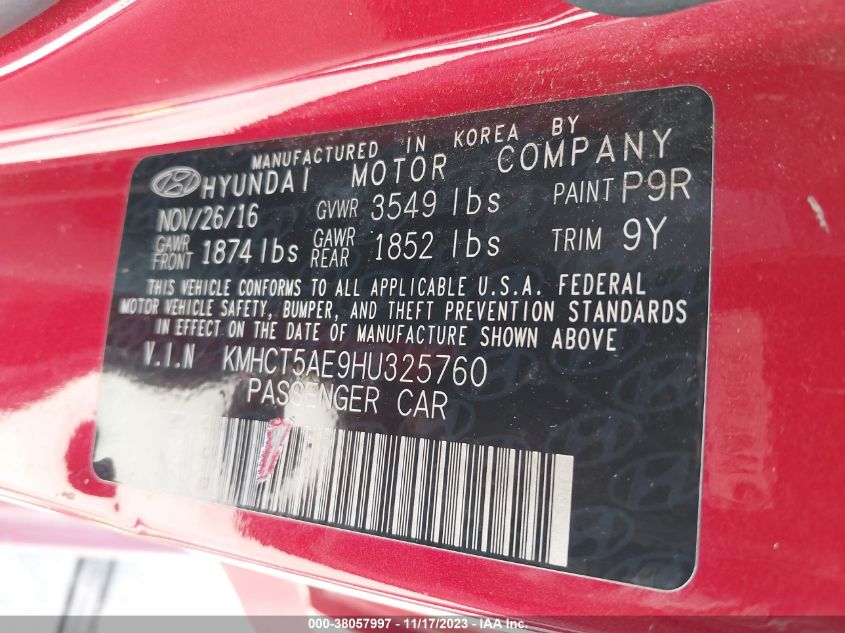 MANUFACTURED IN KOREA BY
HYUNDAI MOTOR COMPANY
NOV/26/16 GVWR 3549 lbs PAINT P9R
GAWR FRONT 1874 lbs GAWR REAR 1852 lbs TRIM 9Y
THIS VEHICLE CONFORMS TO ALL APPLICABLE U.S.A. FEDERAL
MOTOR VEHICLE SAFETY, BUMPER, AND THEFT PREVENTION STANDARDS
IN EFFECT ON THE DATE OF MANUFACTURE SHOWN ABOVE
V.I.N KMHCT5AE9HU325760
PASSENGER CAR
000-38057997 - 11/17/2023 - IAA Inc.